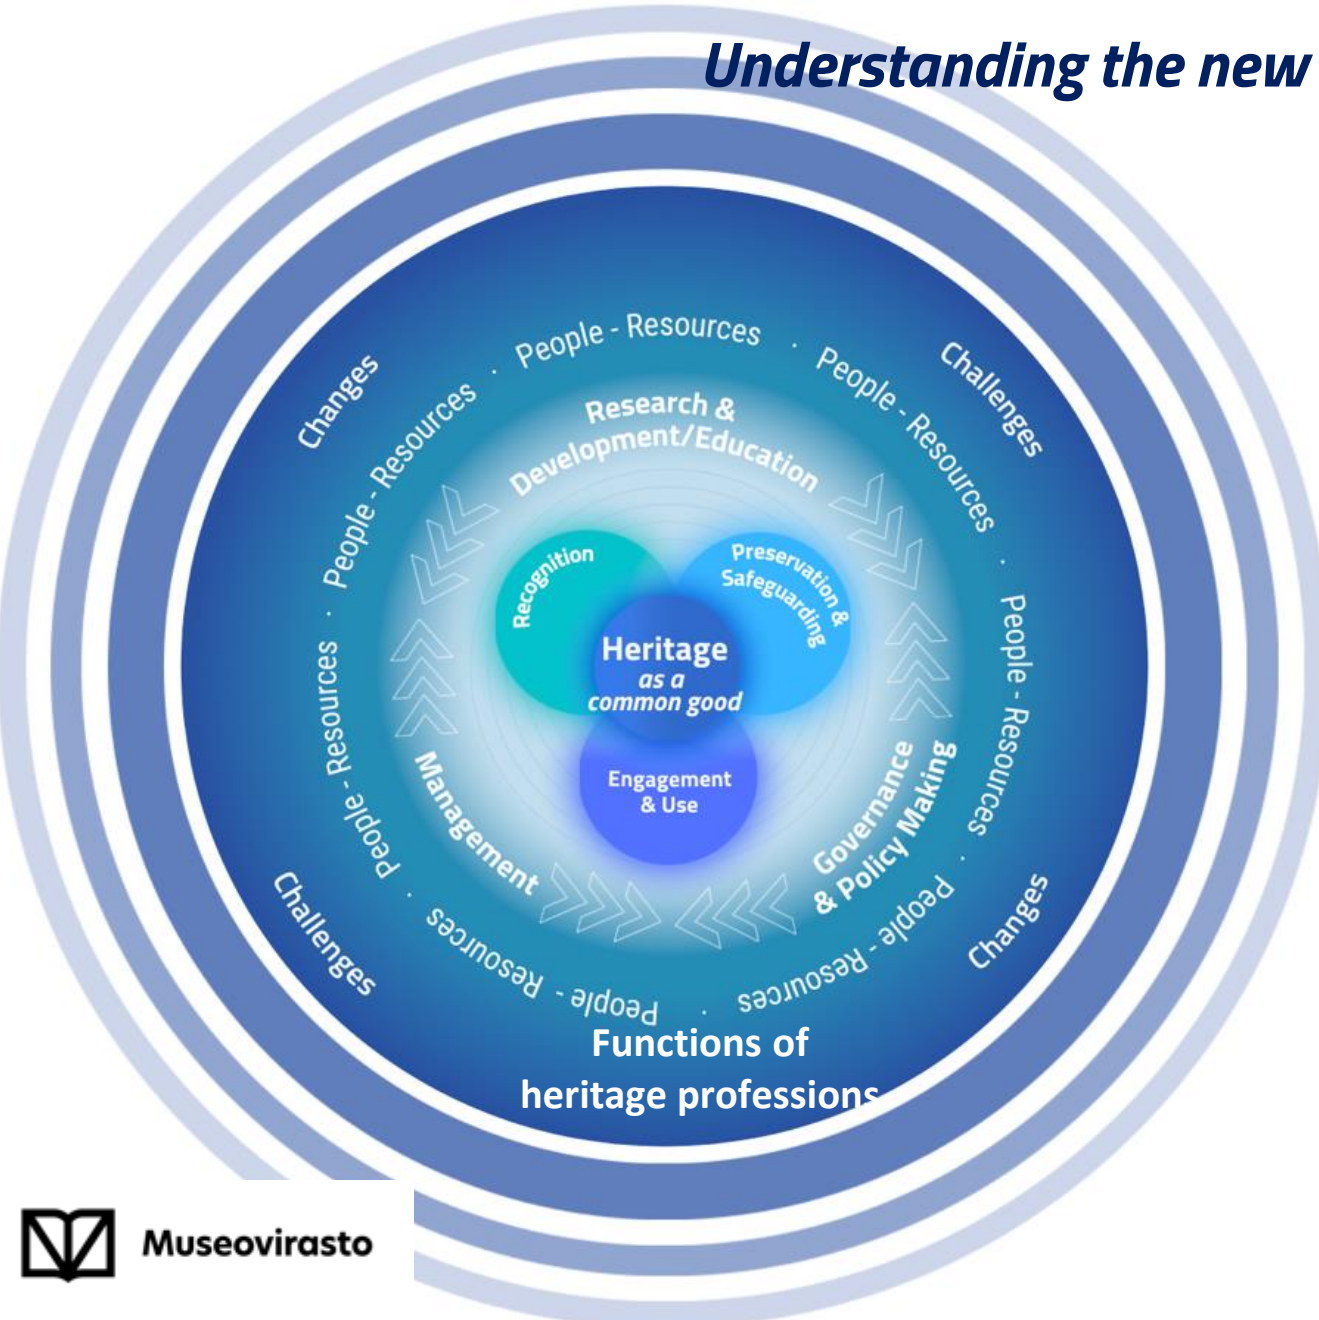 Understanding the new
Changes
Challenges
People - Resources · People - Resources · People - Resources · People - Resources · People - Resources · People - Resources · People - Resources ·
Research &
Development/Education
Recognition
Preservation &
Safeguarding
Heritage
as a
common good
Engagement
& Use
Management
Governance
& Policy Making
Challenges
Changes
Functions of
heritage professions
Museovirasto